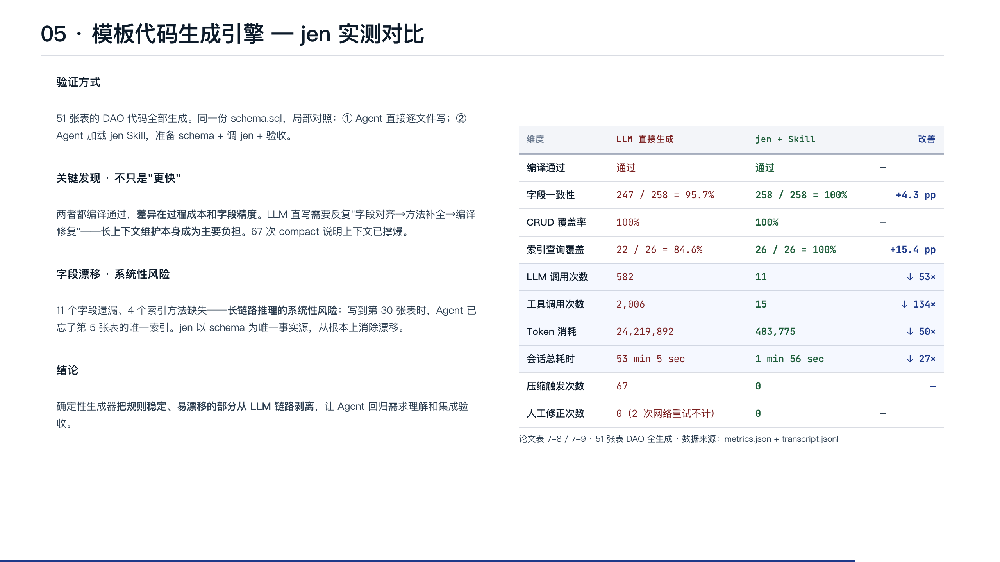 05 · 模板代码生成引擎 — jen 实测对比
验证方式
51 张表的 DAO 代码全部生成。同一份 schema.sql，局部对照：① Agent 直接逐文件写；②
Agent 加载 jen Skill，准备 schema + 调 jen + 验收。
关键发现 · 不只是"更快"
两者都编译通过，差异在过程成本和字段精度。LLM 直写需要反复"字段对齐→方法补全→编译
修复"——长上下文维护本身成为主要负担。67 次 compact 说明上下文已撑爆。
字段漂移 · 系统性风险
11 个字段遗漏、4 个索引方法缺失——长链路推理的系统性风险：写到第 30 张表时，Agent 已
忘了第 5 张表的唯一索引。jen 以 schema 为唯一事实源，从根本上消除漂移。
结论
确定性生成器把规则稳定、易漂移的部分从 LLM 链路剥离，让 Agent 回归需求理解和集成验
收。
维度 LLM 直接生成 jen + Skill 改善
编译通过 通过 通过 —
字段一致性 247 / 258 = 95.7% 258 / 258 = 100% +4.3 pp
CRUD 覆盖率 100% 100% —
索引查询覆盖 22 / 26 = 84.6% 26 / 26 = 100% +15.4 pp
LLM 调用次数 582 11 ↓ 53×
工具调用次数 2,006 15 ↓ 134×
Token 消耗 24,219,892 483,775 ↓ 50×
会话总耗时 53 min 5 sec 1 min 56 sec ↓ 27×
压缩触发次数 67 0 —
人工修正次数 0（2 次网络重试不计） 0 —
论文表 7–8 / 7–9 · 51 张表 DAO 全生成 · 数据来源：metrics.json + transcript.jsonl